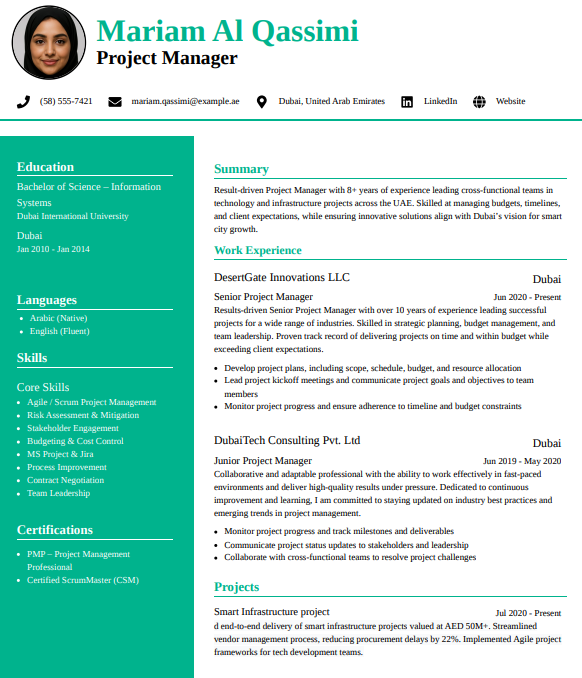 Mariam Al Qassimi
Project Manager
(58) 555-7421 mariam.qassimi@example.ae Dubai, United Arab Emirates LinkedIn Website
Education
Bachelor of Science – Information
Systems
Dubai International University
Dubai
Jan 2010 - Jan 2014
Languages
Arabic (Native)
English (Fluent)
Skills
Core Skills
Agile / Scrum Project Management
Risk Assessment & Mitigation
Stakeholder Engagement
Budgeting & Cost Control
MS Project & Jira
Process Improvement
Contract Negotiation
Team Leadership
Certifications
PMP – Project Management
Professional
Certified ScrumMaster (CSM)
Summary
Result-driven Project Manager with 8+ years of experience leading cross-functional teams in
technology and infrastructure projects across the UAE. Skilled at managing budgets, timelines,
and client expectations, while ensuring innovative solutions align with Dubai's vision for smart
city growth.
Work Experience
DesertGate Innovations LLC Dubai
Senior Project Manager Jun 2020 - Present
Results-driven Senior Project Manager with over 10 years of experience leading successful
projects for a wide range of industries. Skilled in strategic planning, budget management, and
team leadership. Proven track record of delivering projects on time and within budget while
exceeding client expectations.
Develop project plans, including scope, schedule, budget, and resource allocation
Lead project kickoff meetings and communicate project goals and objectives to team
members
Monitor project progress and ensure adherence to timeline and budget constraints
DubaiTech Consulting Pvt. Ltd Dubai
Junior Project Manager Jun 2019 - May 2020
Collaborative and adaptable professional with the ability to work effectively in fast-paced
environments and deliver high-quality results under pressure. Dedicated to continuous
improvement and learning, I am committed to staying updated on industry best practices and
emerging trends in project management.
Monitor project progress and track milestones and deliverables
Communicate project status updates to stakeholders and leadership
Collaborate with cross-functional teams to resolve project challenges
Projects
Smart Infrastructure project Jul 2020 - Present
d end-to-end delivery of smart infrastructure projects valued at AED 50M+. Streamlined
vendor management process, reducing procurement delays by 22%. Implemented Agile project
frameworks for tech development teams.